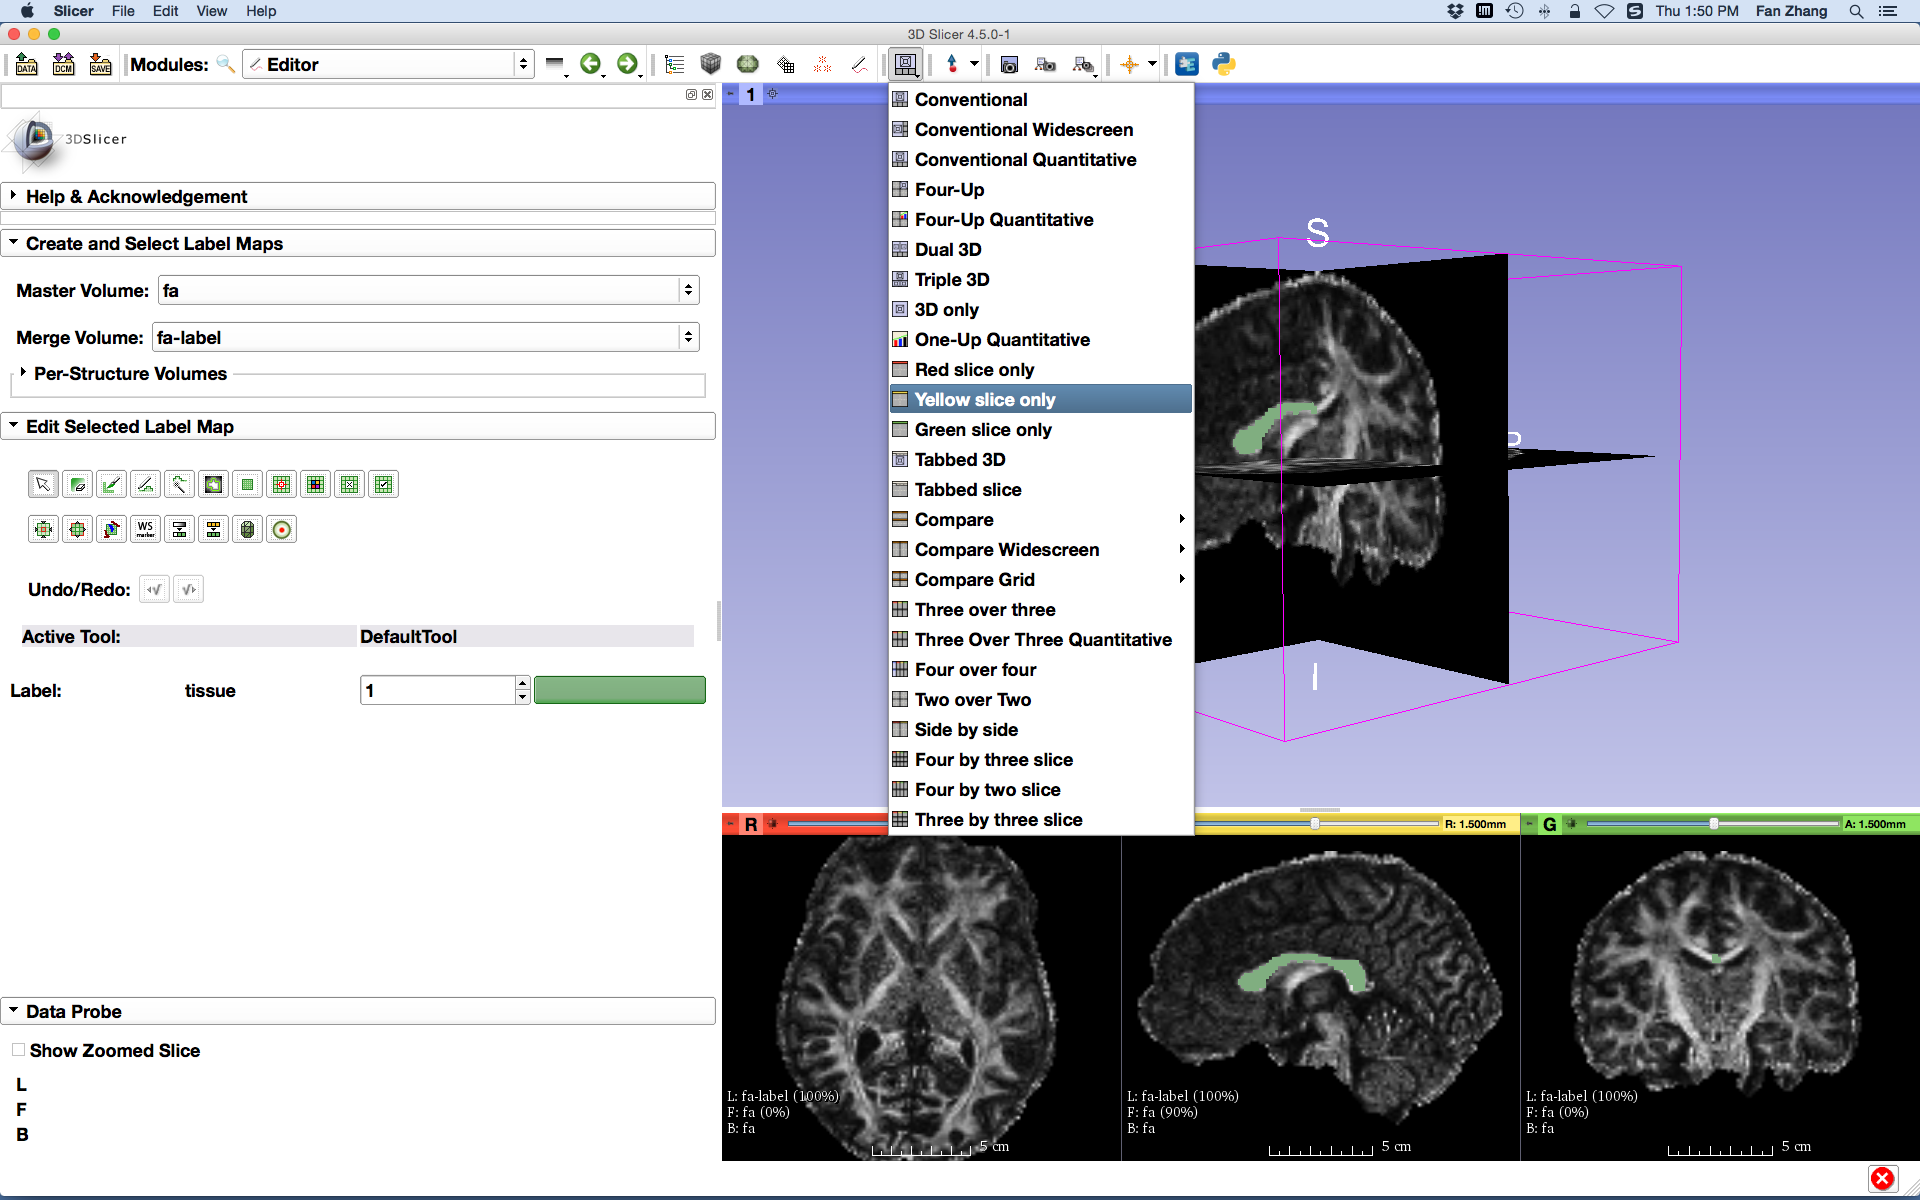 Slicer File Edit View Help Thu 1:50 PM Fan Zhang
3D Slicer 4.5.0-1
DATA DCM SAVE Modules: Editor
1
3DSlicer
Help & Acknowledgement
Create and Select Label Maps
Master Volume: fa
Merge Volume: fa-label
Per-Structure Volumes
Edit Selected Label Map
WS
marker
Undo/Redo:
Active Tool: DefaultTool
Label: tissue 1
Data Probe
Show Zoomed Slice
L
F
B
Conventional
Conventional Widescreen
Conventional Quantitative
Four-Up
Four-Up Quantitative
Dual 3D
Triple 3D
3D only
One-Up Quantitative
Red slice only
Yellow slice only
Green slice only
Tabbed 3D
Tabbed slice
Compare
Compare Widescreen
Compare Grid
Three over three
Three Over Three Quantitative
Four over four
Two over Two
Side by side
Four by three slice
Four by two slice
Three by three slice
S
I
R
R: 1.500mm
G A: 1.500mm
L: fa-label (100%)
F: fa (0%)
B: fa
5 cm
L: fa-label (100%)
F: fa (90%)
B: fa
5 cm
L: fa-label (100%)
F: fa (0%)
B: fa
5 cm